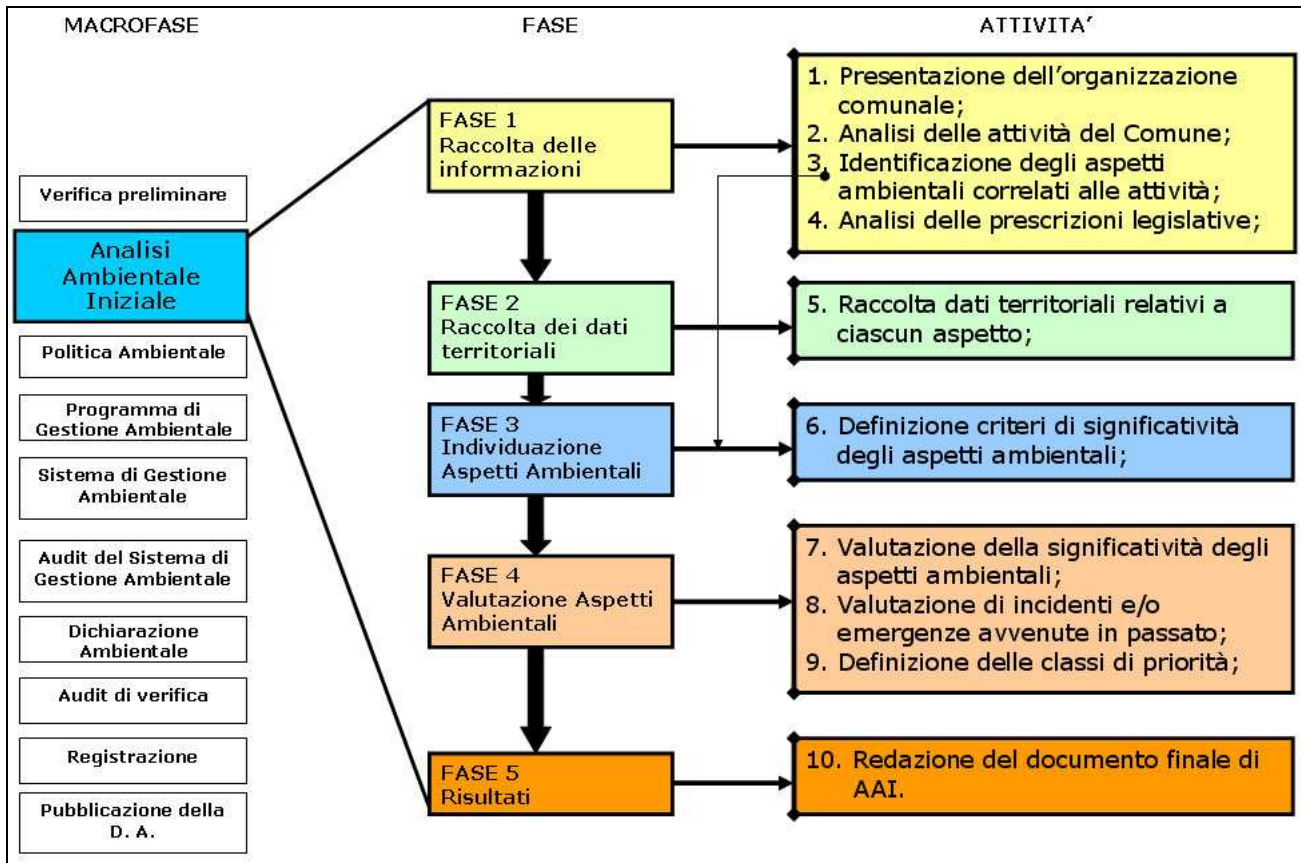 MACROFASE
FASE
ATTIVITA'
Verifica preliminare
Analisi
Ambientale
Iniziale
Politica Ambientale
Programma di
Gestione Ambientale
Sistema di Gestione
Ambientale
Audit del Sistema di
Gestione Ambientale
Dichiarazione
Ambientale
Audit di verifica
Registrazione
Pubblicazione della
D. A.
FASE 1
Raccolta delle
informazioni
FASE 2
Raccolta dei dati
territoriali
FASE 3
Individuazione
Aspetti Ambientali
FASE 4
Valutazione Aspetti
Ambientali
FASE 5
Risultati
1. Presentazione dell'organizzazione
comunale;
2. Analisi delle attività del Comune;
3. Identificazione degli aspetti
ambientali correlati alle attività;
4. Analisi delle prescrizioni legislative;
5. Raccolta dati territoriali relativi a
ciascun aspetto;
6. Definizione criteri di significatività
degli aspetti ambientali;
7. Valutazione della significatività degli
aspetti ambientali;
8. Valutazione di incidenti e/o
emergenze avvenute in passato;
9. Definizione delle classi di priorità;
10. Redazione del documento finale di
AAI.